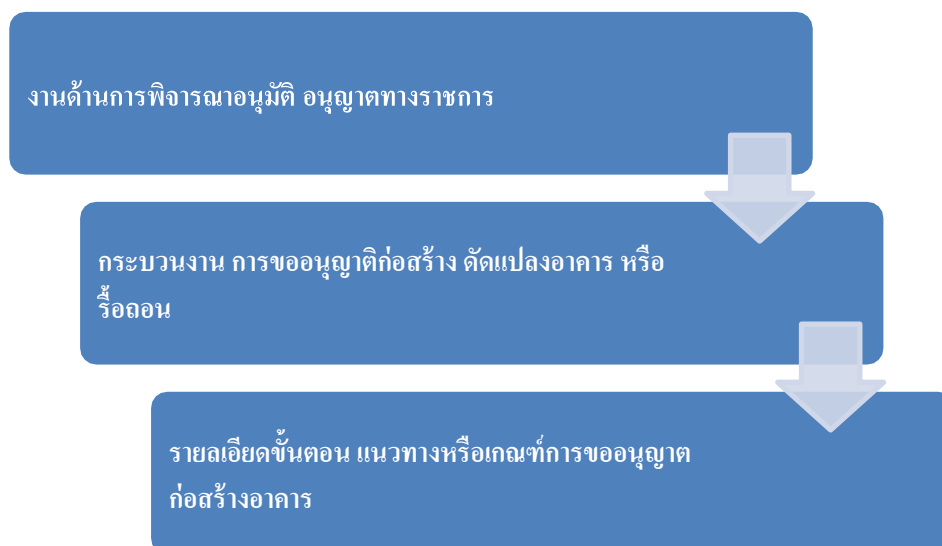 งานด้านการพิจารณาอนุมัติ อนุญาตทางราชการ
กระบวนงาน การขออนุญาติก่อสร้าง ดัดแปลงอาคาร หรือ
รื้อถอน
รายลเอียดขั้นตอน แนวทางหรือเกณฑ์การขออนุญาต
ก่อสร้างอาคาร